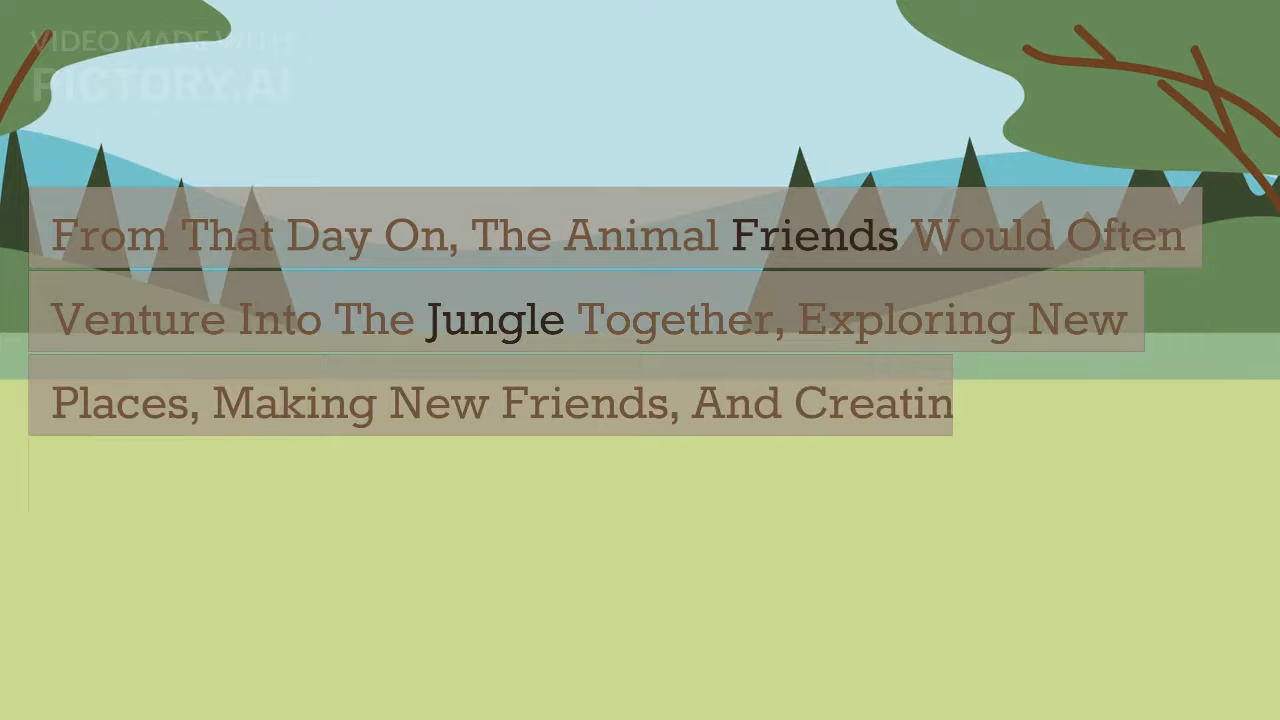 VIDEO MADE WITH
PICTORY.AI
From That Day On, The Animal Friends Would Often
Venture Into The Jungle Together, Exploring New
Places, Making New Friends, And Creatin